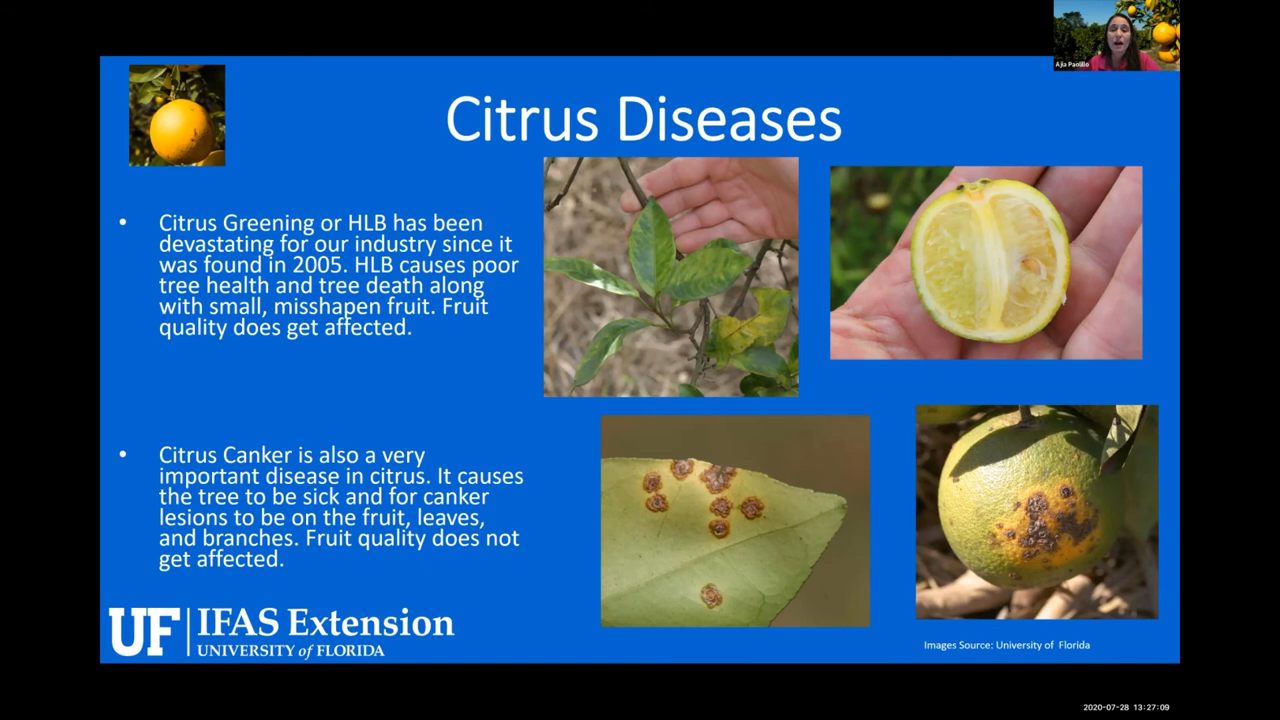 Ajia Paolillo
Citrus Diseases
• Citrus Greening or HLB has been
devastating for our industry since it
was found in 2005. HLB causes poor
tree health and tree death along
with small, misshapen fruit. Fruit
quality does get affected.
• Citrus Canker is also a very
important disease in citrus. It causes
the tree to be sick and for canker
lesions to be on the fruit, leaves,
and branches. Fruit quality does not
get affected.
UF IFAS Extension
UNIVERSITY of FLORIDA
Images Source: University of Florida
2020-07-28 13:27:09